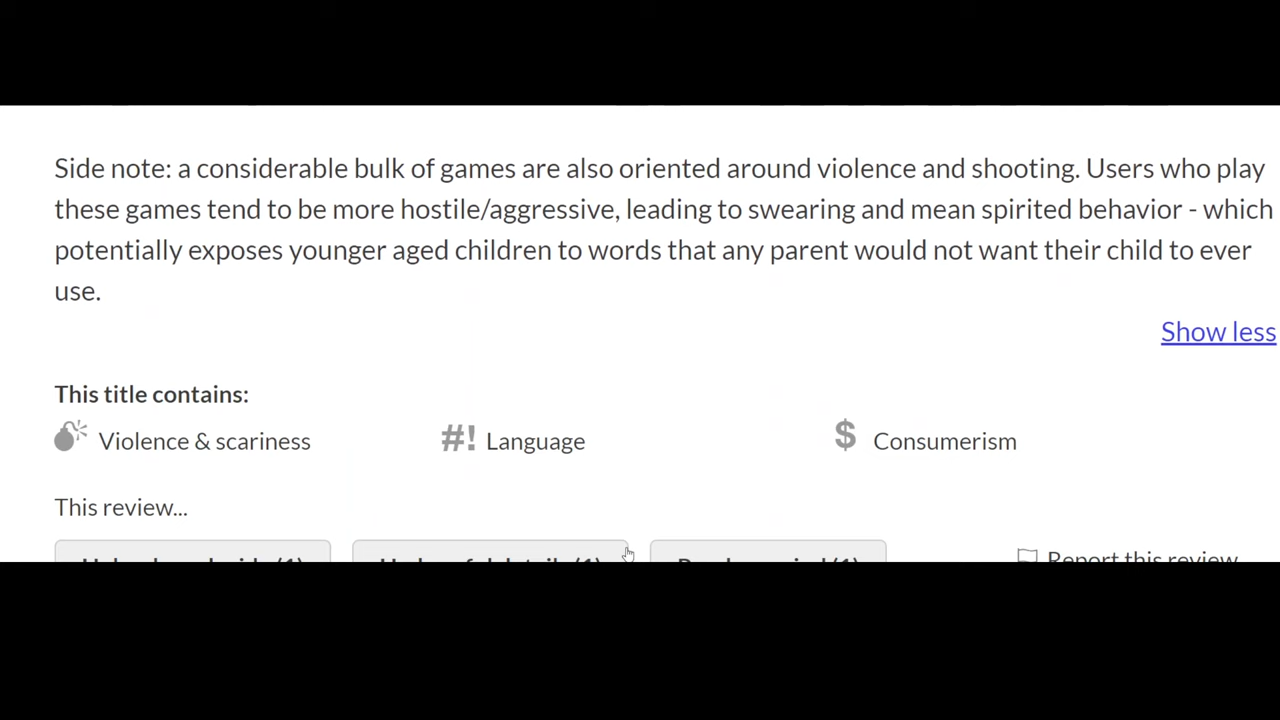 Side note: a considerable bulk of games are also oriented around violence and shooting. Users who play
these games tend to be more hostile/aggressive, leading to swearing and mean spirited behavior - which
potentially exposes younger aged children to words that any parent would not want their child to ever
use.
Show less
This title contains:
Violence & scariness #! Language $ Consumerism
This review...
Report this review